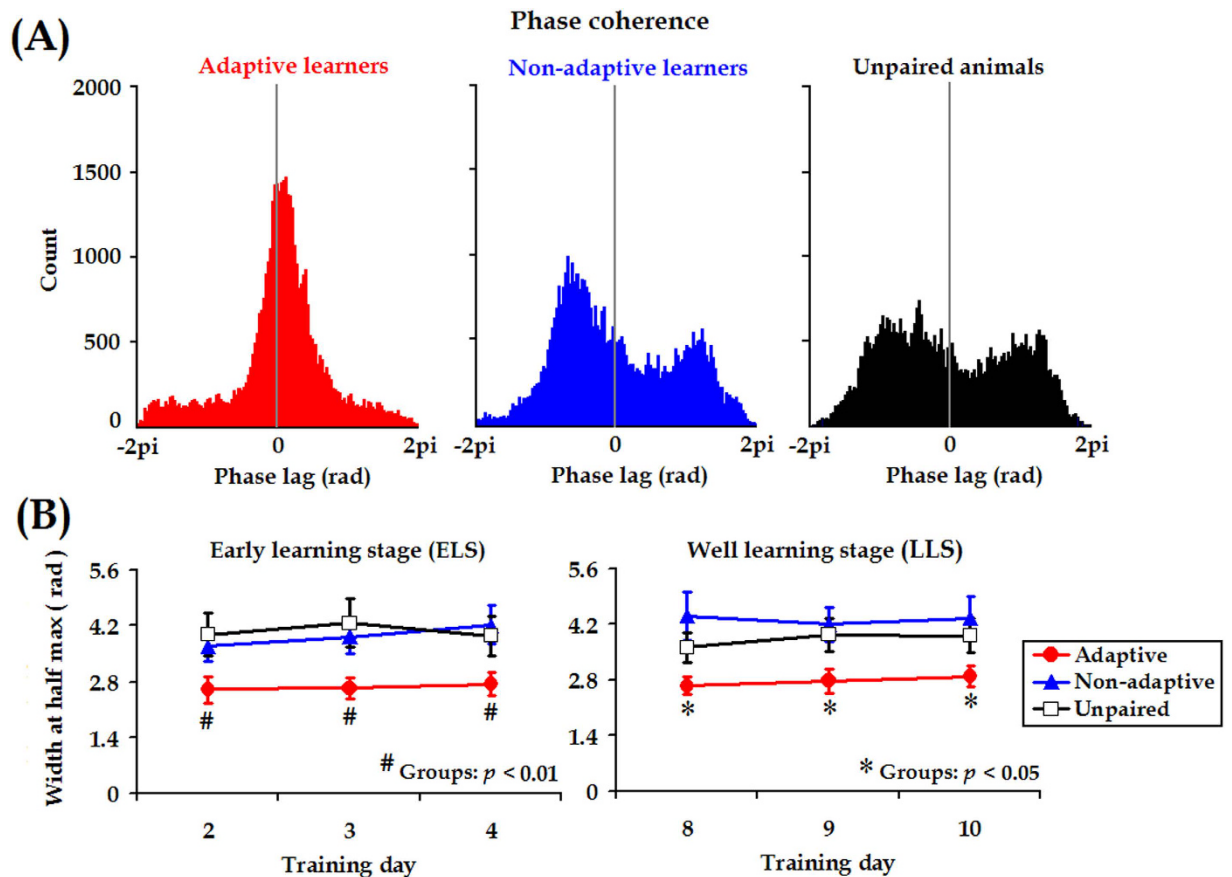 (A)
Phase coherence
Adaptive learners
Non-adaptive learners
Unpaired animals
Count
2000
1500
1000
500
0
-2pi 0 2pi
-2pi 0 2pi
-2pi 0 2pi
Phase lag (rad)
Phase lag (rad)
Phase lag (rad)
(B)
Width at half max ( rad )
Early learning stage (ELS)
5.6
4.2
2.8
1.4
0
# # #
# Groups: p < 0.01
2 3 4
Training day
Well learning stage (LLS)
5.6
4.2
2.8
1.4
0
* * *
* Groups: p < 0.05
8 9 10
Training day
Adaptive
Non-adaptive
Unpaired